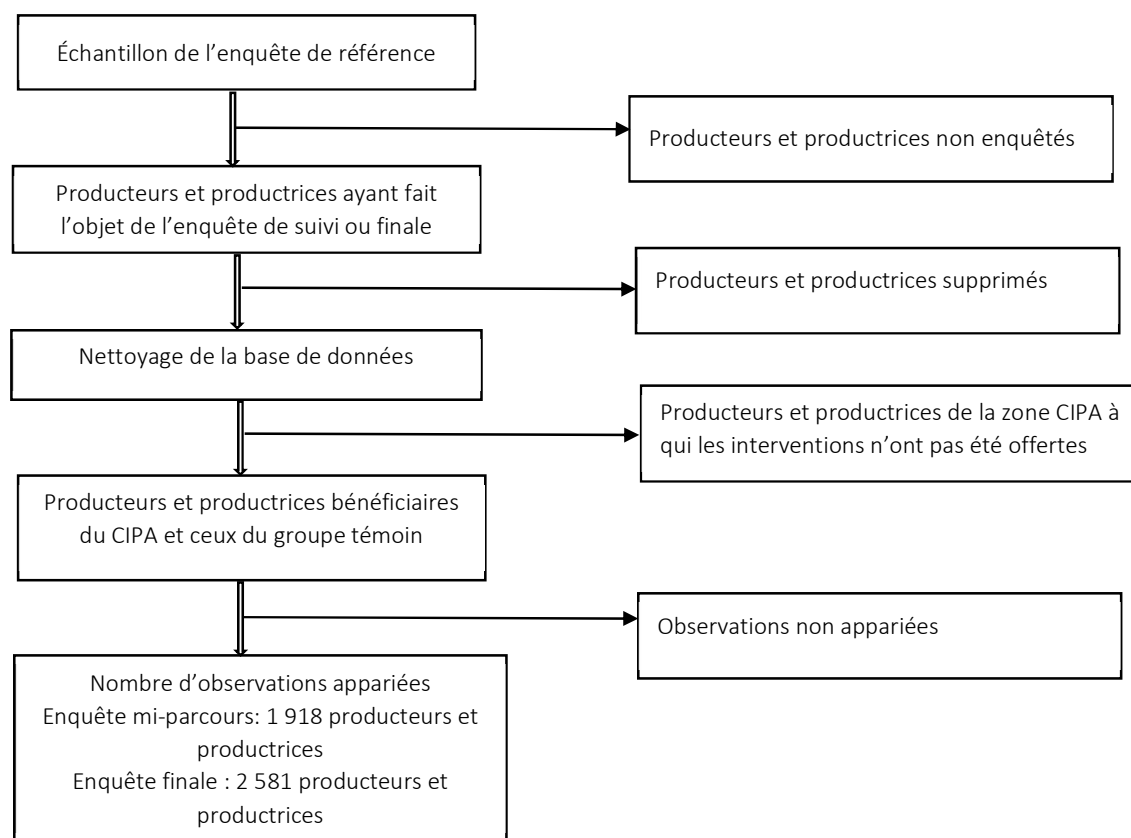 Échantillon de l’enquête de référence
Producteurs et productrices non enquêtés
Producteurs et productrices ayant fait
l’objet de l’enquête de suivi ou finale
Producteurs et productrices supprimés
Nettoyage de la base de données
Producteurs et productrices de la zone CIPA à
qui les interventions n’ont pas été offertes
Producteurs et productrices bénéficiaires
du CIPA et ceux du groupe témoin
Observations non appariées
Nombre d’observations appariées
Enquête mi-parcours: 1 918 producteurs et
productrices
Enquête finale : 2 581 producteurs et
productrices